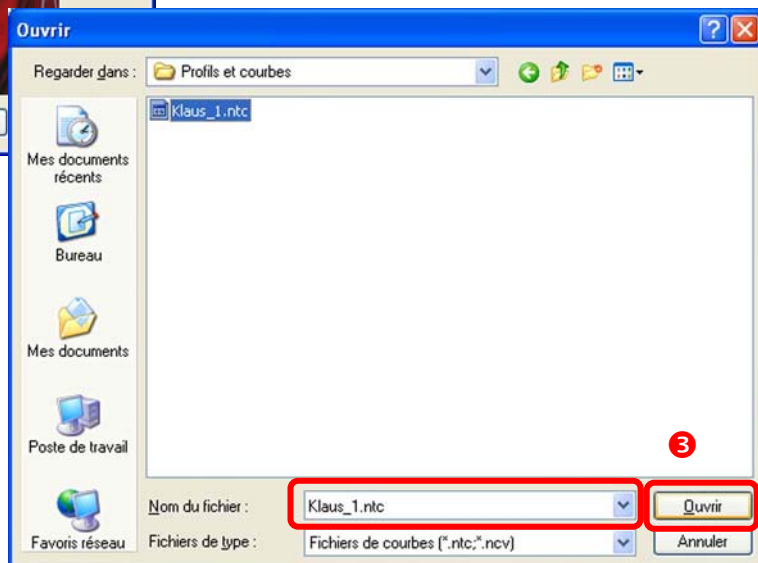 Ouvrir
Regarder dans : Profils et courbes
Klaus_1.ntc
Mes documents
récents
Bureau
Mes documents
Poste de travail
Favoris réseau
❸
Nom du fichier : Klaus_1.ntc Ouvrir
Fichiers de type : Fichiers de courbes (*.ntc;*.ncv) Annuler